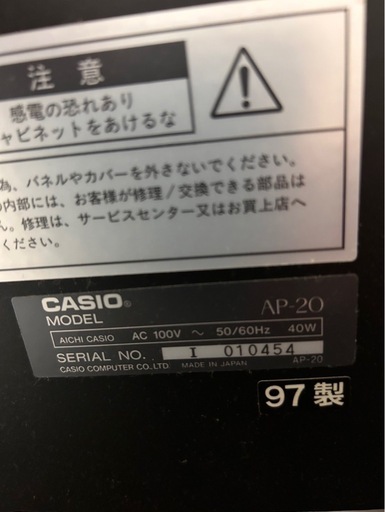 注意
感電の恐れあり
ャビネットをあけるな
為、パネルやカバーを外さないでください。
の内部には、お客様が修理/交換できる部品は
ん。修理は、サービスセンター又はお買上店へ
ください。
CASIO®
MODEL AP-20
AICHI CASIO AC 100V ～ 50/60Hz 40W
SERIAL NO. I 010454
CASIO COMPUTER CO.,LTD. MADE IN JAPAN AP-20
97製